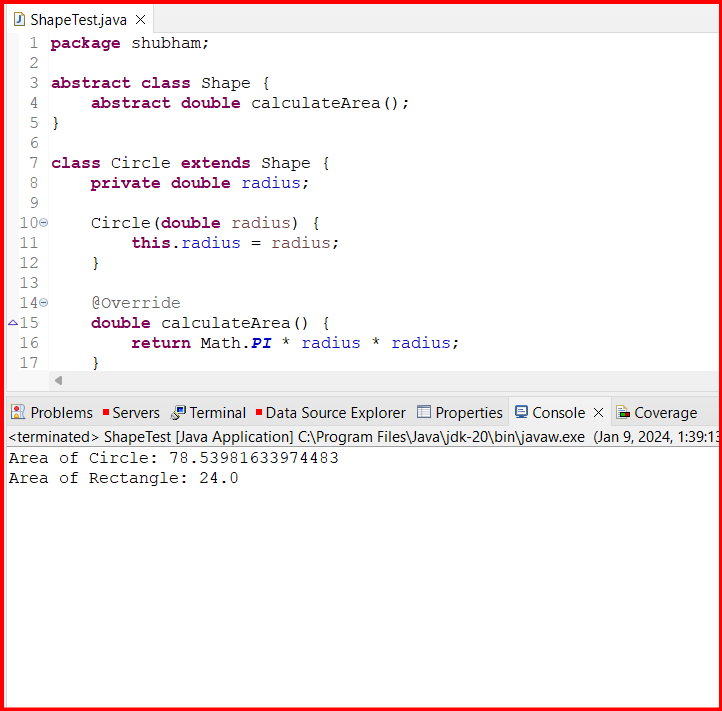 ShapeTest.java
1 package shubham;
2
3 abstract class Shape {
4     abstract double calculateArea();
5 }
6
7 class Circle extends Shape {
8     private double radius;
9
10     Circle(double radius) {
11         this.radius = radius;
12     }
13
14     @Override
15     double calculateArea() {
16         return Math.PI * radius * radius;
17     }
Problems Servers Terminal Data Source Explorer Properties Console Coverage
<terminated> ShapeTest [Java Application] C:\Program Files\Java\jdk-20\bin\javaw.exe (Jan 9, 2024, 1:39:13
Area of Circle: 78.53981633974483
Area of Rectangle: 24.0